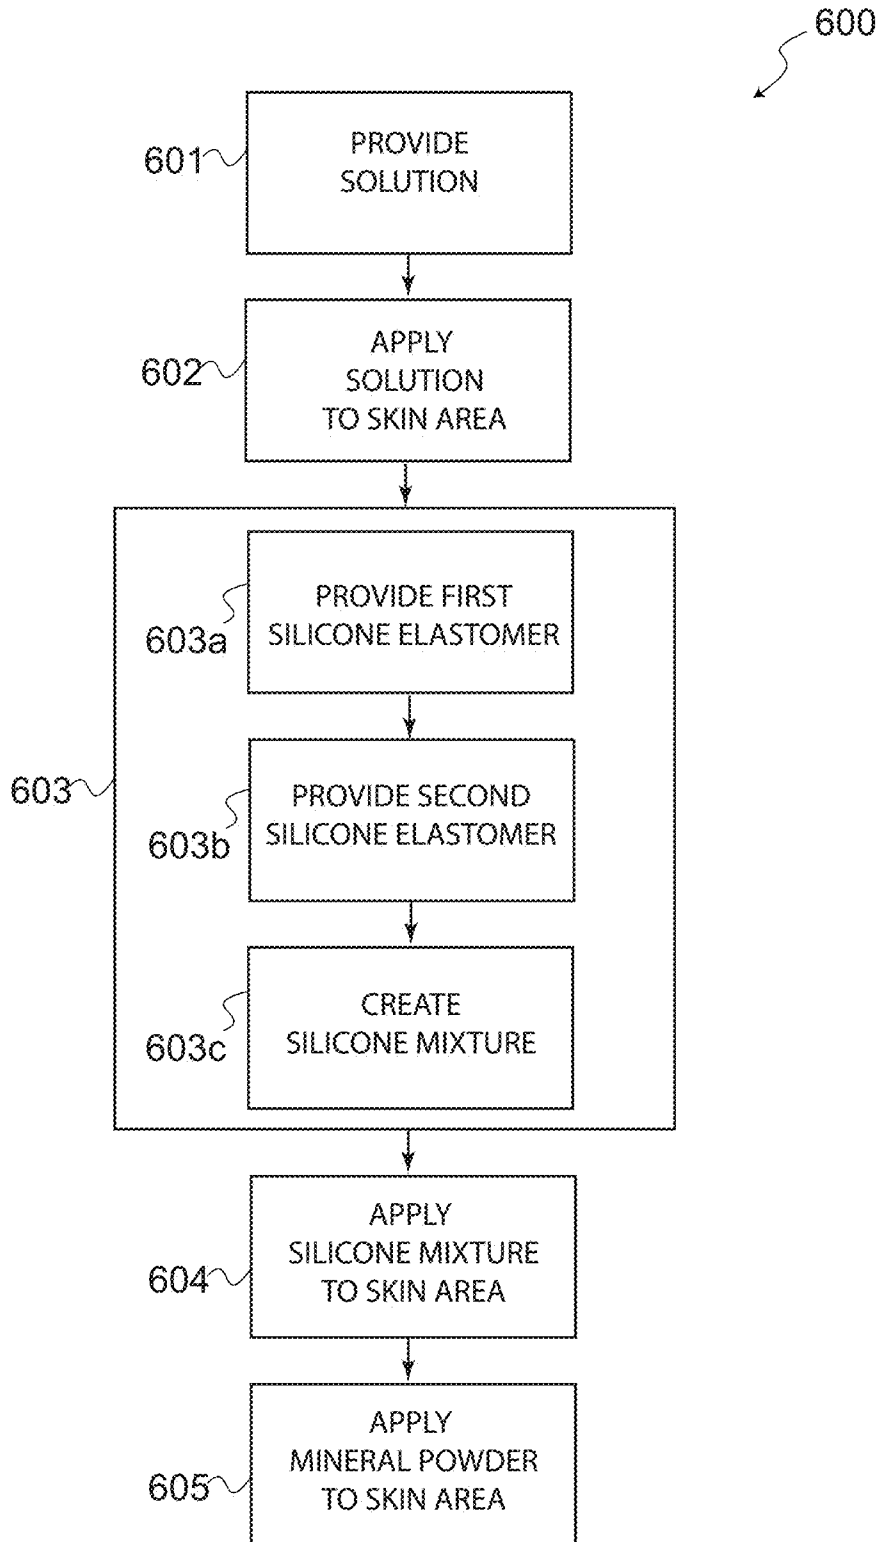 600
601
PROVIDE
SOLUTION
602
APPLY
SOLUTION
TO SKIN AREA
603
603a
PROVIDE FIRST
SILICONE ELASTOMER
603b
PROVIDE SECOND
SILICONE ELASTOMER
603c
CREATE
SILICONE MIXTURE
604
APPLY
SILICONE MIXTURE
TO SKIN AREA
605
APPLY
MINERAL POWDER
TO SKIN AREA